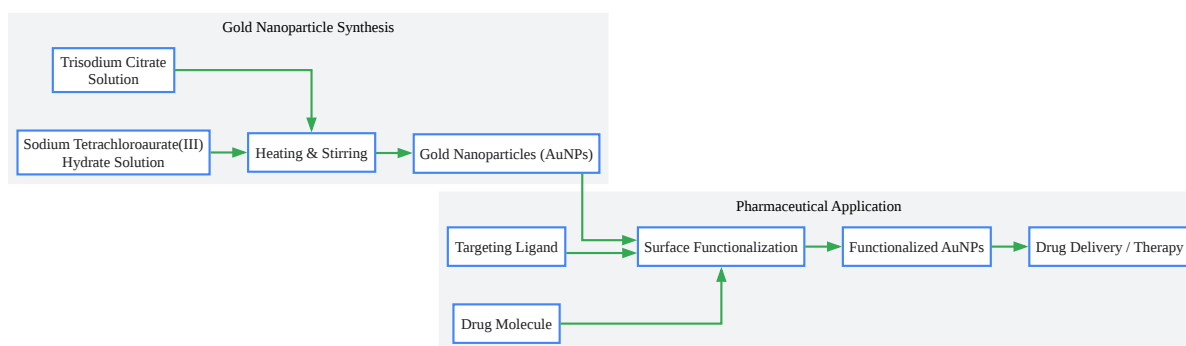 Gold Nanoparticle Synthesis
Trisodium Citrate
Solution
Sodium Tetrachloroaurate(III)
Hydrate Solution
Heating & Stirring
Gold Nanoparticles (AuNPs)
Pharmaceutical Application
Targeting Ligand
Surface Functionalization
Functionalized AuNPs
Drug Delivery / Therapy
Drug Molecule